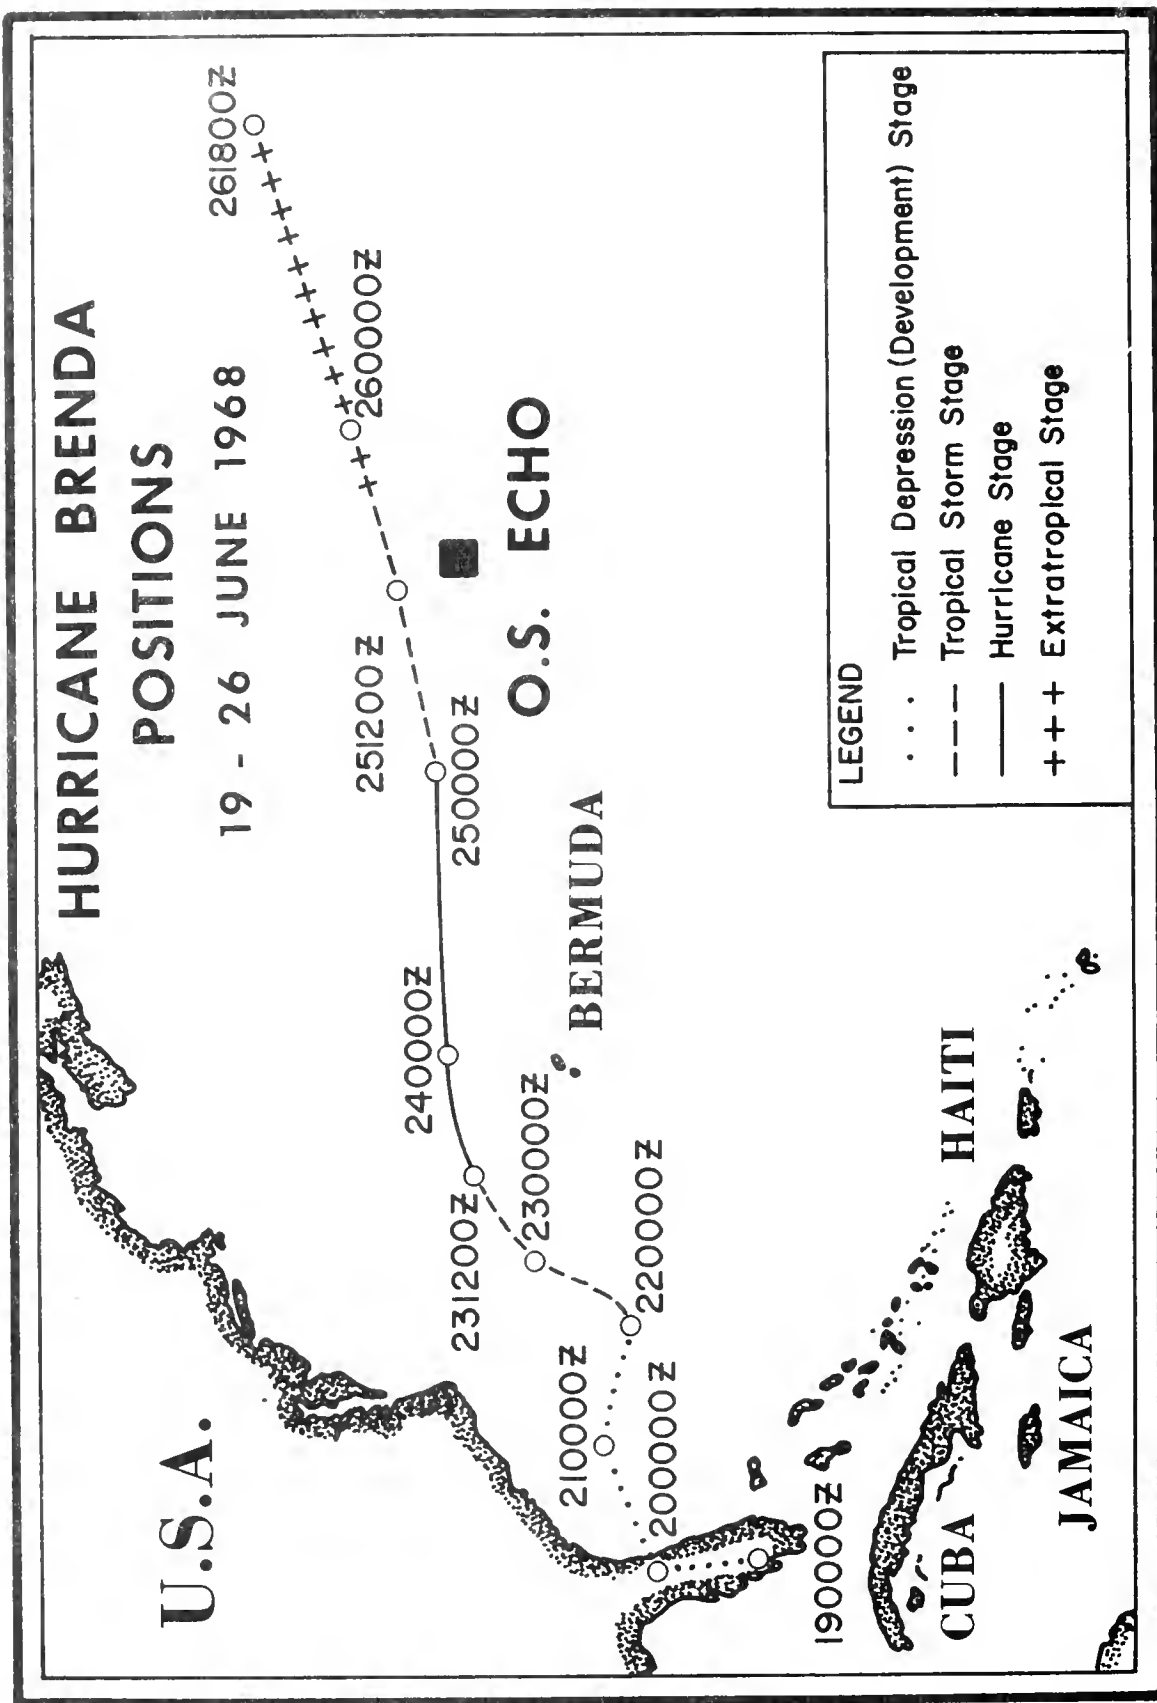 HURRICANE BRENDA
POSITIONS
19 - 26 JUNE 1968
U.S.A.
261800Z
260000Z
251200Z
250000Z
O.S. ECHO
240000Z
BERMUDA
231200Z
230000Z
220000Z
210000Z
200000Z
190000Z
HAITI
CUBA
JAMAICA
LEGEND
. . . Tropical Depression (Development) Stage
--- Tropical Storm Stage
—— Hurricane Stage
+ + + Extratropical Stage